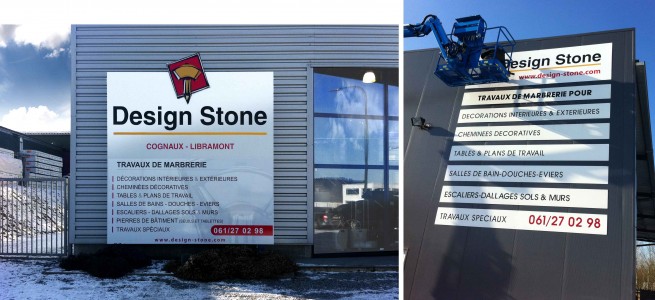 Design Stone
COGNAUX - LIBRAMONT
TRAVAUX DE MARBRERIE
DÉCORATIONS INTÉRIEURES & EXTÉRIEURES
CHEMINÉES DÉCORATIVES
TABLES & PLANS DE TRAVAIL
SALLES DE BAINS - DOUCHES - EVIERS
ESCALIERS - DALLAGES SOLS & MURS
PIERRES DE BÂTIMENT
TRAVAUX SPÉCIAUX 061/27 02 98
www.design-stone.com
Design Stone
www.design-stone.com
TRAVAUX DE MARBRERIE POUR
DECORATIONS INTERIEURES & EXTERIEURES
CHEMINEES DECORATIVES
TABLES & PLANS DE TRAVAIL
SALLES DE BAIN-DOUCHES-EVIERS
ESCALIERS-DALLAGES SOLS & MURS
TRAVAUX SPECIAUX 061/27 02 98